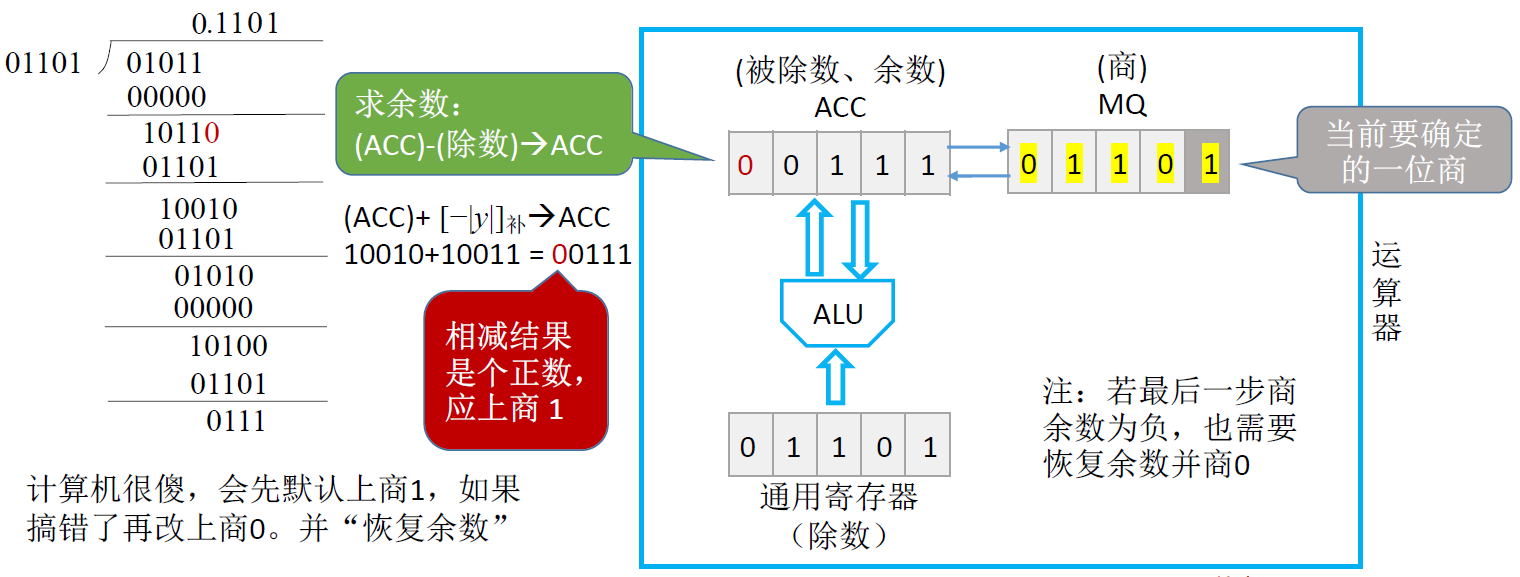 0.1101
01101
01011
00000
10110
01101
10010
01101
01010
00000
10100
01101
0111
求余数：
(ACC)-(除数)→ACC
(ACC)+ [−|y|]补→ACC
10010+10011 = 00111
相减结果
是个正数，
应上商 1
计算机很傻，会先默认上商1，如果
搞错了再改上商0。并“恢复余数”
(被除数、余数)
ACC
0 0 1 1 1
(商)
MQ
0 1 1 0 1
当前要确定
的一位商
ALU
0 1 1 0 1
通用寄存器
（除数）
注：若最后一步商
余数为负，也需要
恢复余数并商0
运算器